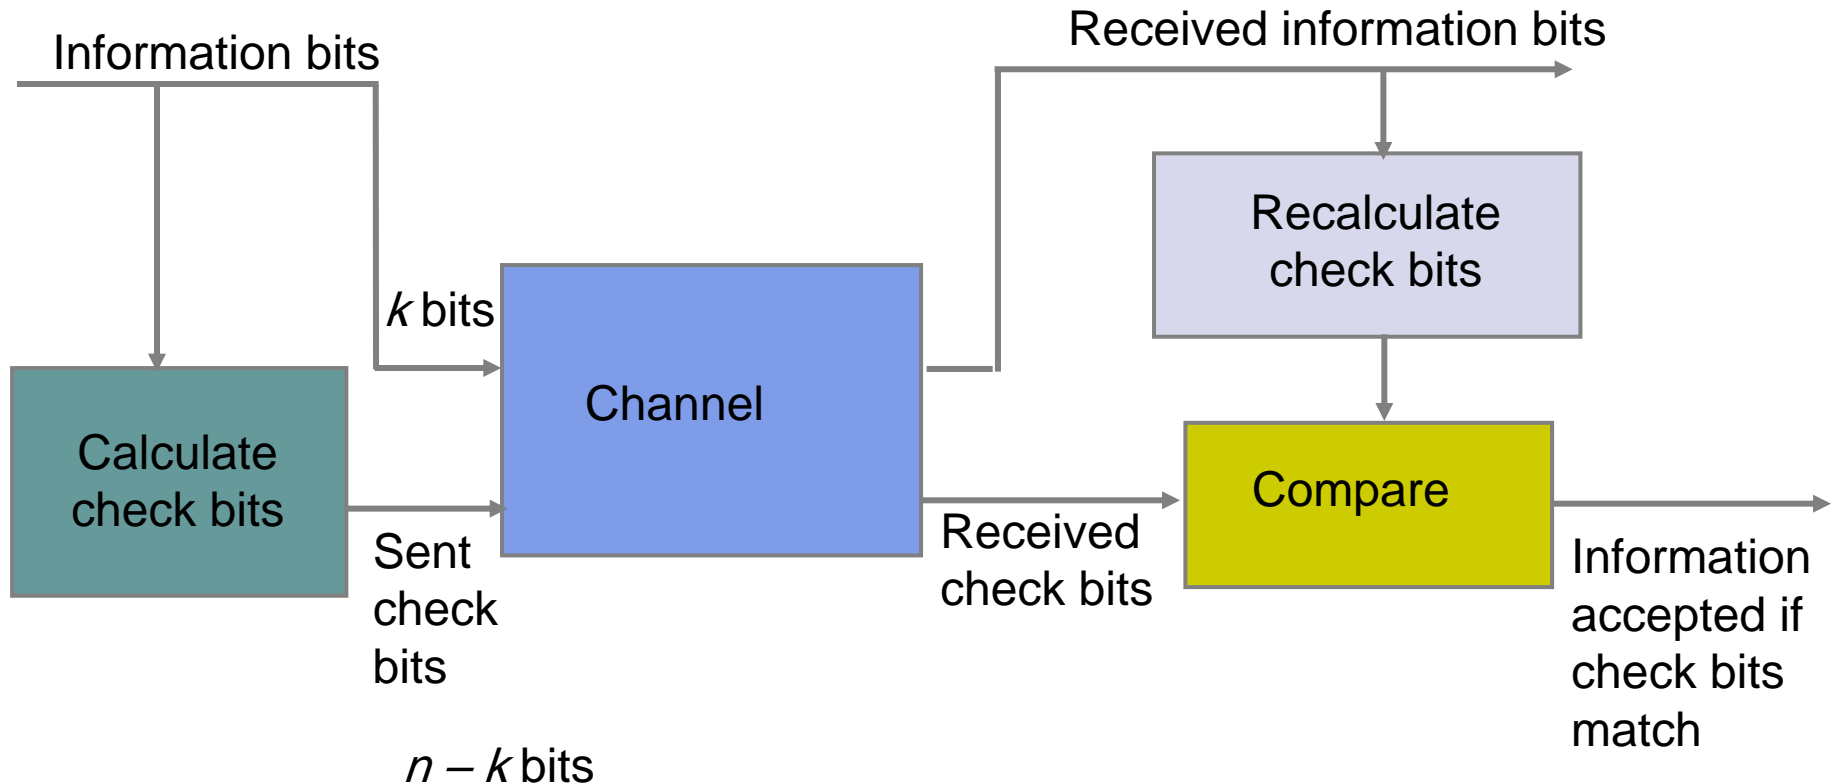 Information bits
Received information bits
Recalculate
check bits
k bits
Channel
Calculate
check bits
Compare
Sent
check
bits
Received
check bits
Information
accepted if
check bits
match
n – k bits